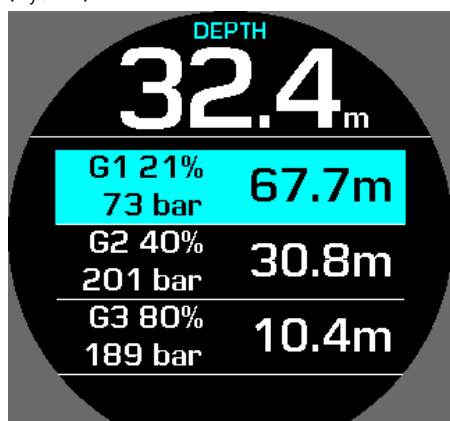 DEPTH
32.4m
G1 21%
73 bar
67.7m
G2 40%
201 bar
30.8m
G3 80%
189 bar
10.4m